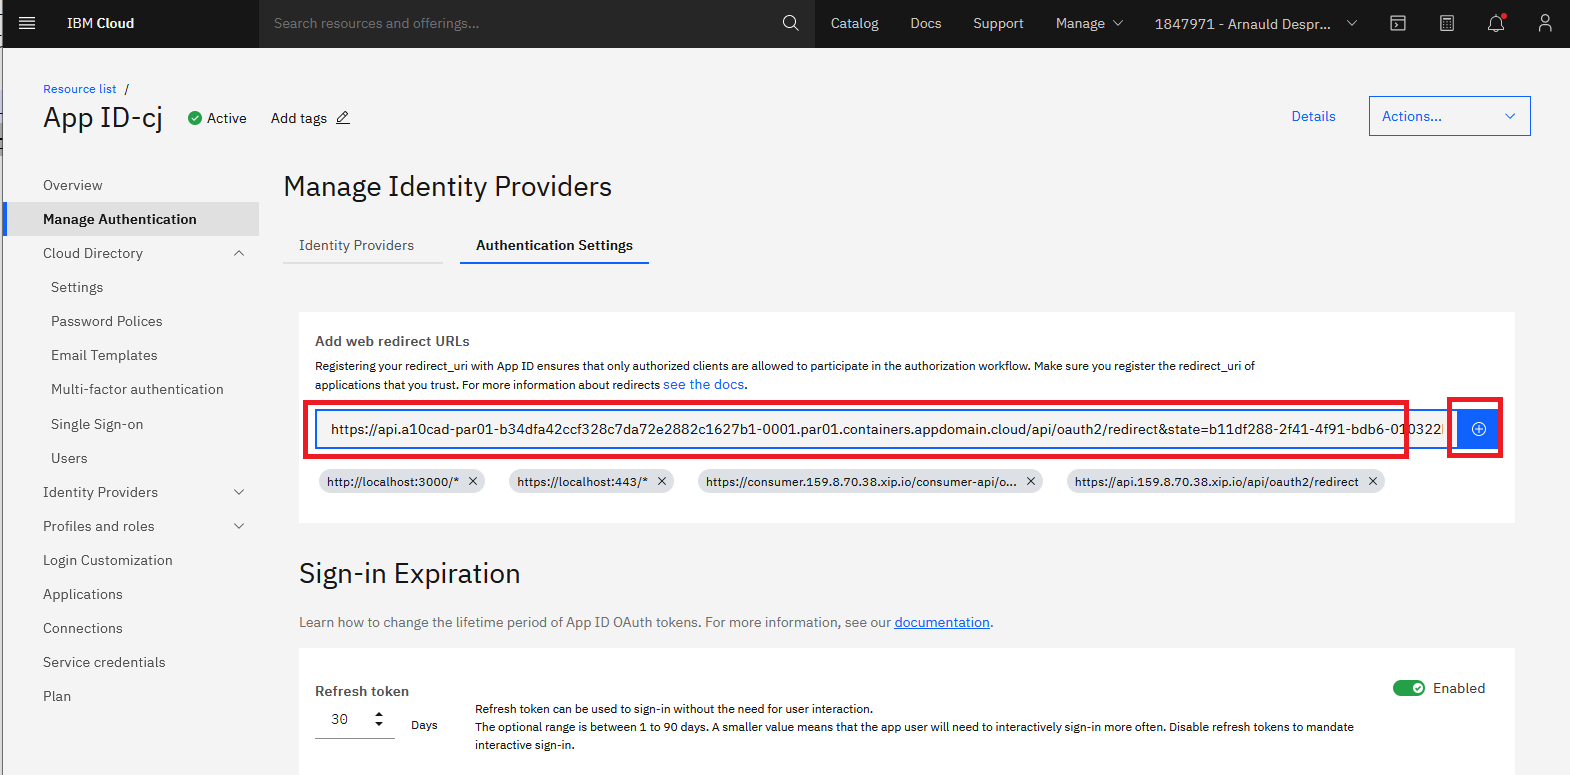 IBM Cloud
Search resources and offerings...
Catalog
Docs
Support
Manage
1847971 - Arnauld Despr...
Resource list /
App ID-cj
Active
Add tags
Details
Actions...
Overview
Manage Authentication
Cloud Directory
Settings
Password Polices
Email Templates
Multi-factor authentication
Single Sign-on
Users
Identity Providers
Profiles and roles
Login Customization
Applications
Connections
Service credentials
Plan
Manage Identity Providers
Identity Providers
Authentication Settings
Add web redirect URLs
Registering your redirect_uri with App ID ensures that only authorized clients are allowed to participate in the authorization workflow. Make sure you register the redirect_uri of
applications that you trust. For more information about redirects see the docs.
https://api.a10cad-par01-b34dfa42ccf328c7da72e2882c1627b1-0001.par01.containers.appdomain.cloud/api/oauth2/redirect&state=b11df288-2f41-4f91-bdb6-010322
http://localhost:3000/*
https://localhost:443/*
https://consumer.159.8.70.38.xip.io/consumer-api/o...
https://api.159.8.70.38.xip.io/api/oauth2/redirect
Sign-in Expiration
Learn how to change the lifetime period of App ID OAuth tokens. For more information, see our documentation.
Refresh token
30
Days
Refresh token can be used to sign-in without the need for user interaction.
The optional range is between 1 to 90 days. A smaller value means that the app user will need to interactively sign-in more often. Disable refresh tokens to mandate
interactive sign-in.
Enabled